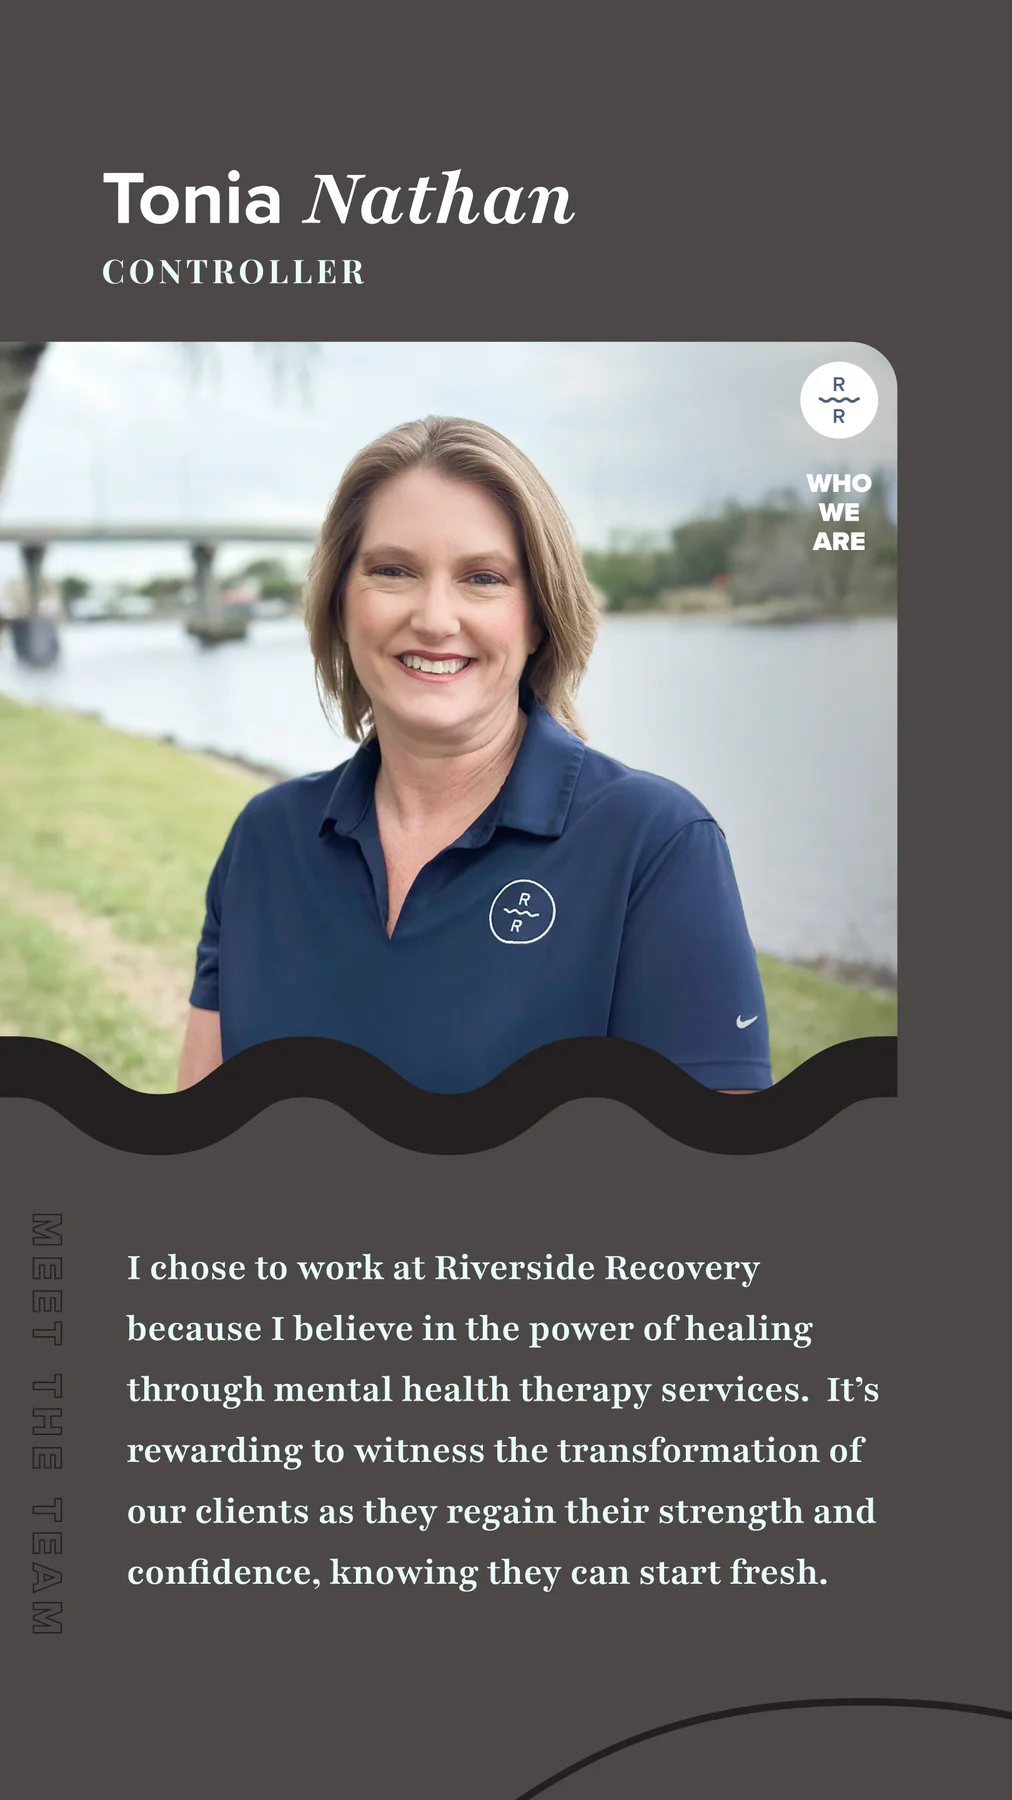 Tonia Nathan
CONTROLLER
R
R
WHO
WE
ARE
R
R
MEET THE TEAM
I chose to work at Riverside Recovery
because I believe in the power of healing
through mental health therapy services.  It’s
rewarding to witness the transformation of
our clients as they regain their strength and
confidence, knowing they can start fresh.